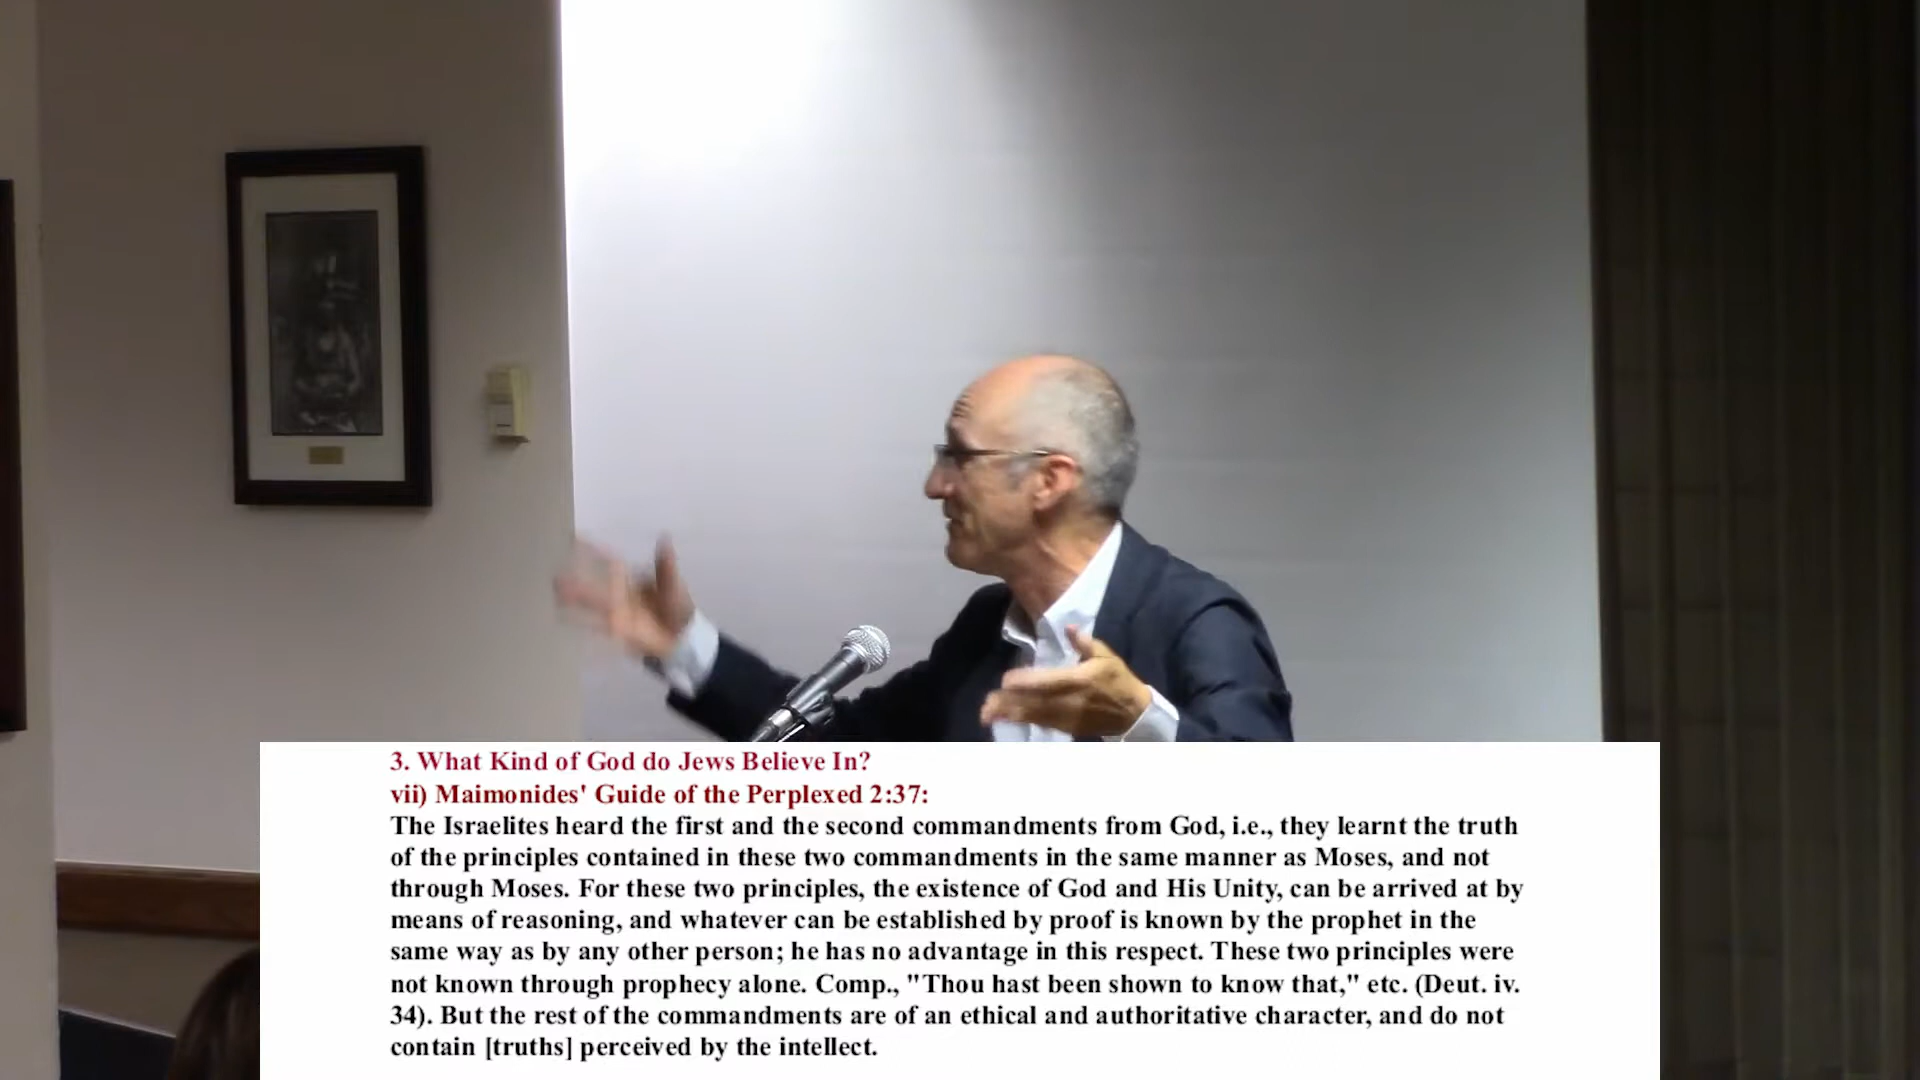 3. What Kind of God do Jews Believe In?
vii) Maimonides' Guide of the Perplexed 2:37:
The Israelites heard the first and the second commandments from God, i.e., they learnt the truth
of the principles contained in these two commandments in the same manner as Moses, and not
through Moses. For these two principles, the existence of God and His Unity, can be arrived at by
means of reasoning, and whatever can be established by proof is known by the prophet in the
same way as by any other person; he has no advantage in this respect. These two principles were
not known through prophecy alone. Comp., "Thou hast been shown to know that," etc. (Deut. iv.
34). But the rest of the commandments are of an ethical and authoritative character, and do not
contain [truths] perceived by the intellect.